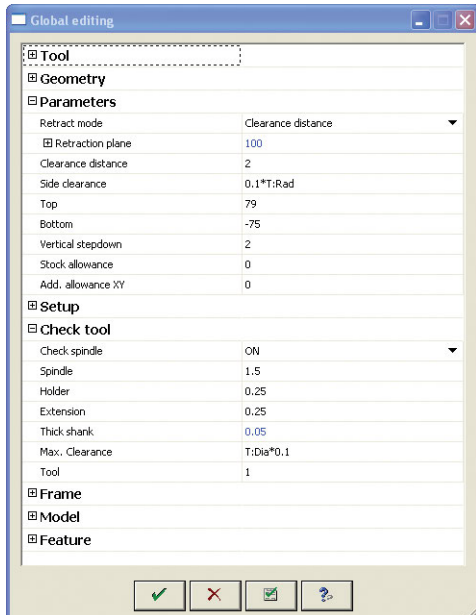 Global editing
Tool
Geometry
Parameters
Retract mode Clearance distance
Retraction plane 100
Clearance distance 2
Side clearance 0.1*T:Rad
Top 79
Bottom -75
Vertical stepdown 2
Stock allowance 0
Add. allowance XY 0
Setup
Check tool
Check spindle ON
Spindle 1.5
Holder 0.25
Extension 0.25
Thick shank 0.05
Max. Clearance T:Dia*0.1
Tool 1
Frame
Model
Feature